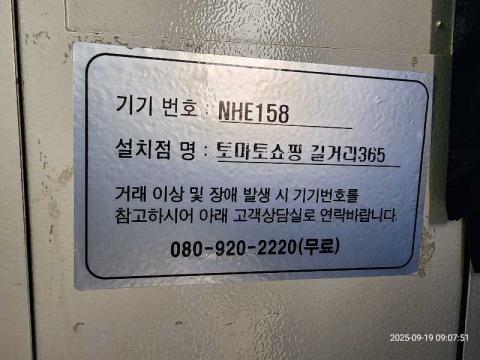 기기 번호 : NHE158
설치점 명 : 토마토쇼핑 길거리365
거래 이상 및 장애 발생 시 기기번호를
참고하시어 아래 고객상담실로 연락바랍니다.
080-920-2220(무료)
2025-09-19 09:07:51